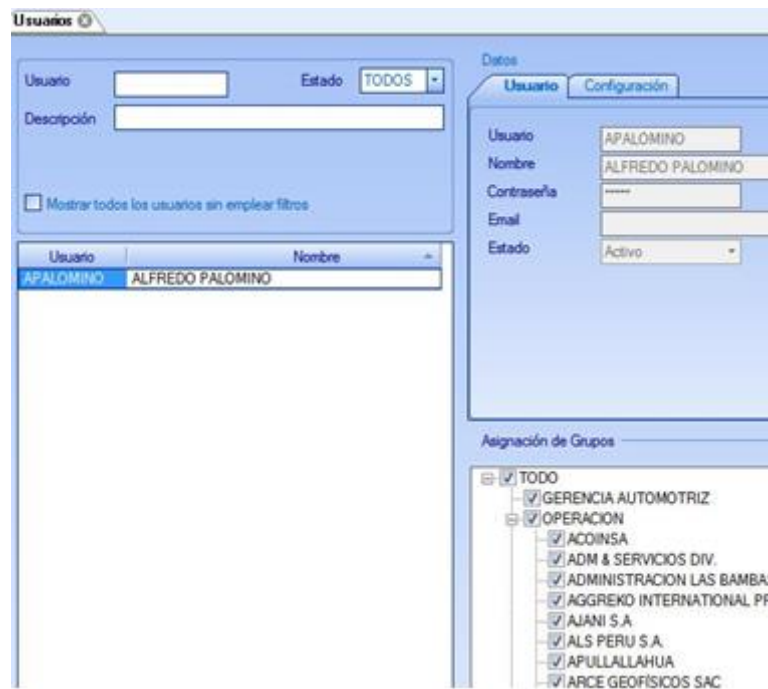 Usuarios
Usuario
Estado TODOS
Descripción
Mostrar todos los usuarios sin emplear filtros
Usuario Nombre
APALOMINO ALFREDO PALOMINO
Datos
Usuario Configuración
Usuario APALOMINO
Nombre ALFREDO PALOMINO
Contraseña *****
Email
Estado Activo
Asignación de Grupos
TODO
GERENCIA AUTOMOTRIZ
OPERACION
ACOINSA
ADM & SERVICIOS DIV.
ADMINISTRACION LAS BAMBA
AGGREKO INTERNATIONAL PR
AJANI S.A
ALS PERU S.A.
APULLALLAHUA
ARCE GEOFÍSICOS SAC